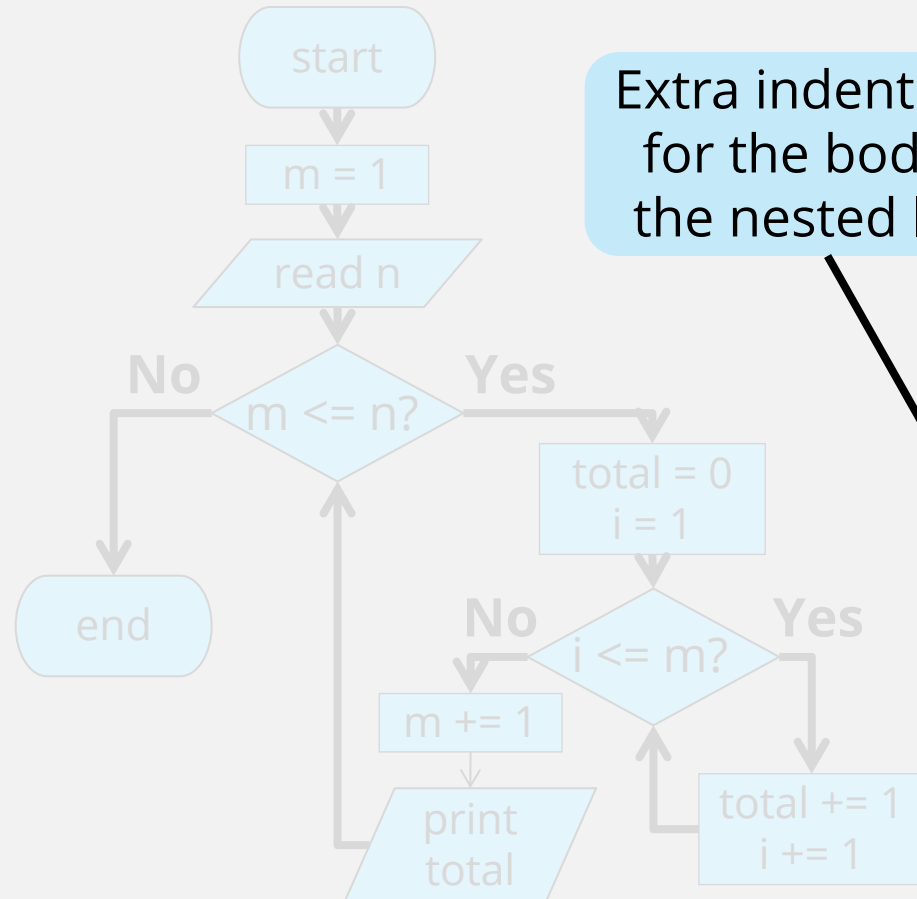 start
Extra indent
for the bod
the nested
m = 1
read n
No
Yes
m <= n?
total = 0
i = 1
end
No
Yes
i <= m?
m += 1
print
total
total += 1
i += 1